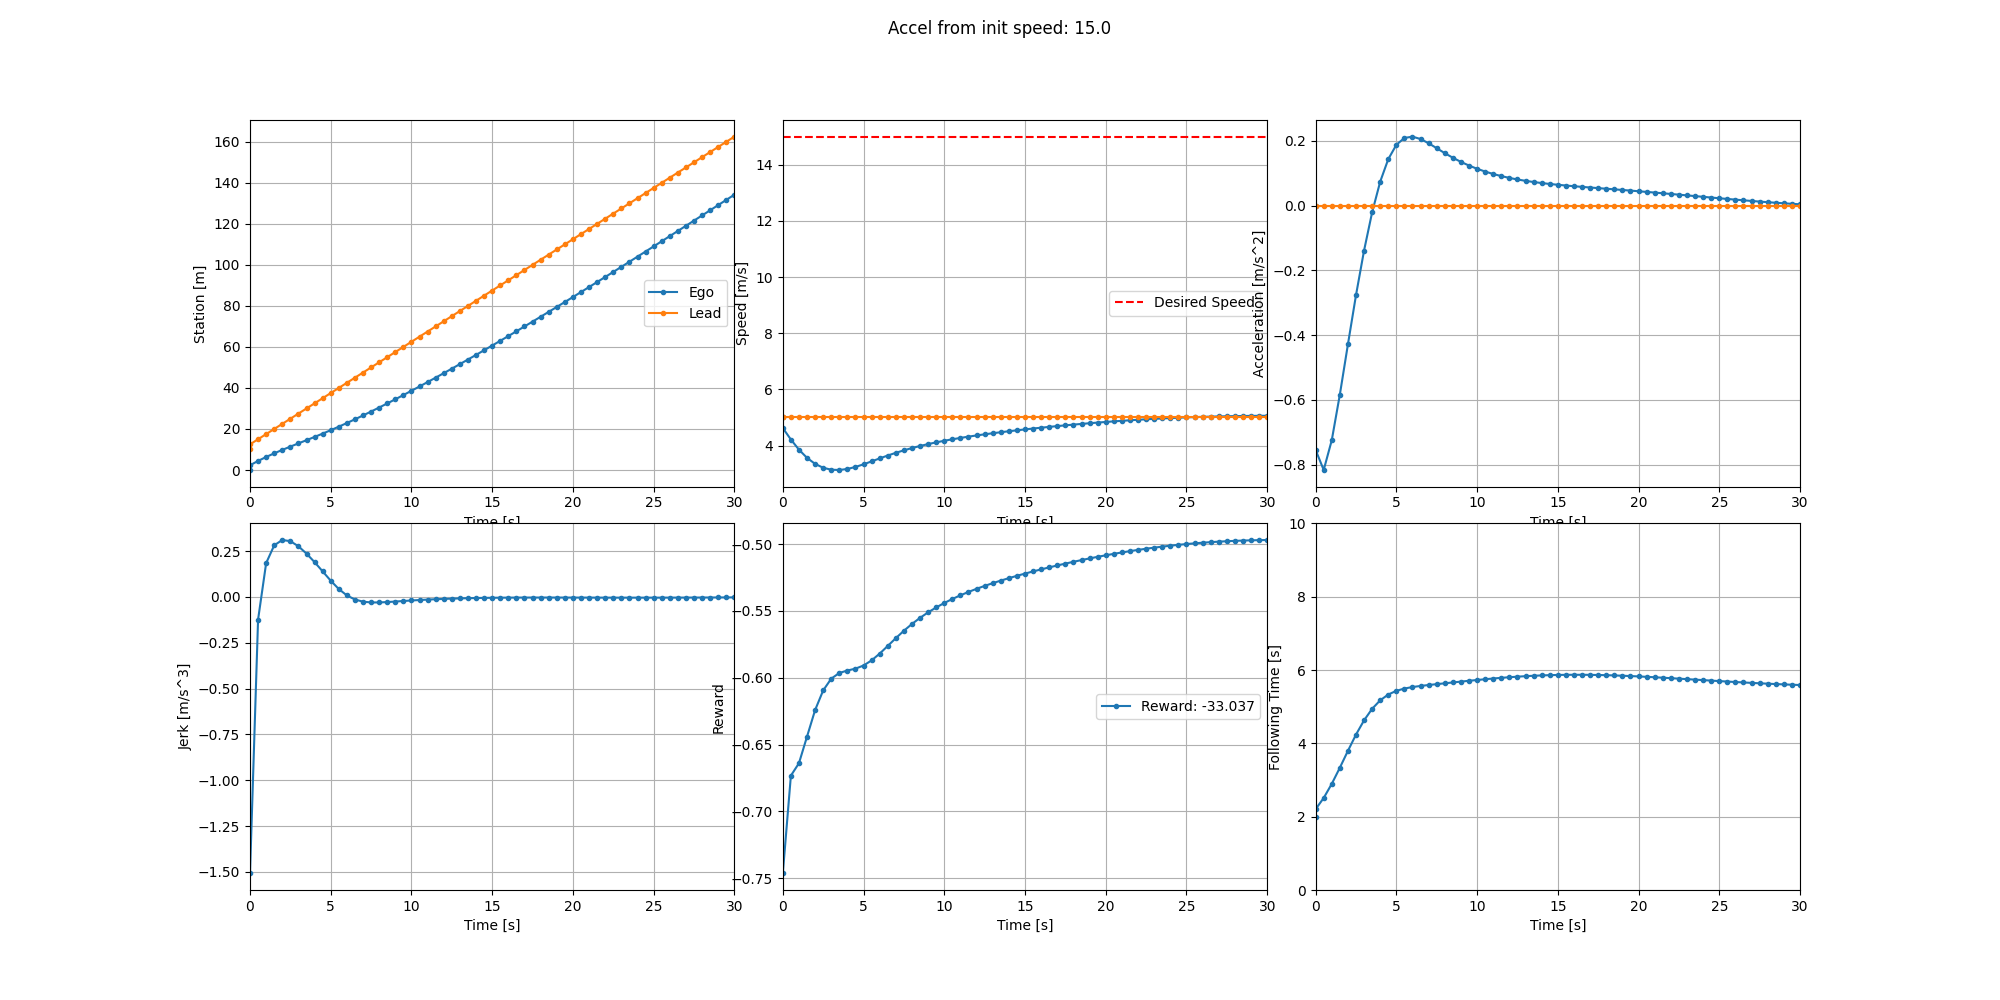 Accel from init speed: 15.0
160
140
120
100
80
60
40
20
0
Station [m]
Ego
Lead
0 5 10 15 20 25 30
Time [s]
14
12
10
8
6
4
Speed [m/s]
Desired Speed
0 5 10 15 20 25 30
Time [s]
0.2
0.0
−0.2
−0.4
−0.6
−0.8
Acceleration [m/s^2]
0 5 10 15 20 25 30
Time [s]
0.25
0.00
−0.25
−0.50
−0.75
−1.00
−1.25
−1.50
Jerk [m/s^3]
0 5 10 15 20 25 30
Time [s]
−0.50
−0.55
−0.60
−0.65
−0.70
−0.75
Reward
Reward: -33.037
0 5 10 15 20 25 30
Time [s]
10
8
6
4
2
0
Following Time [s]
0 5 10 15 20 25 30
Time [s]